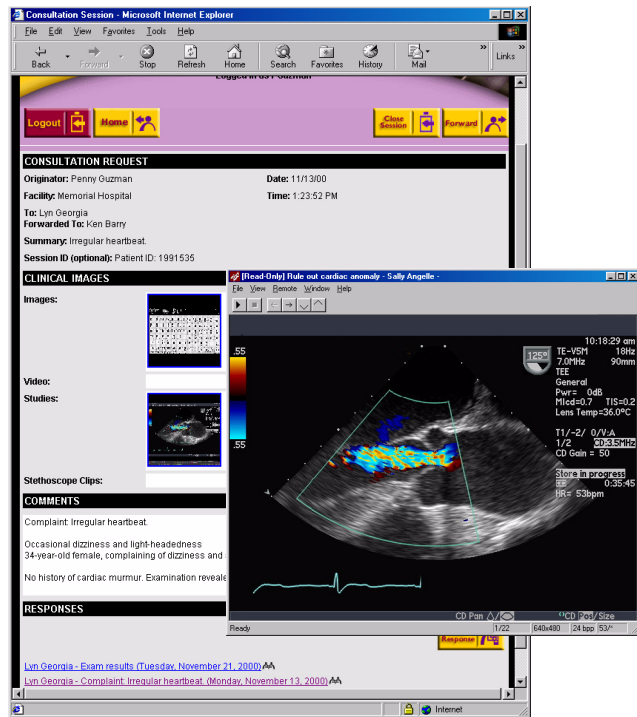 Consultation Session - Microsoft Internet Explorer
File Edit View Favorites Tools Help
Back Forward Stop Refresh Home Search Favorites History Mail » Links »
Logged in as P Guzman
Logout Home Close Session Forward
CONSULTATION REQUEST
Originator: Penny Guzman Date: 11/13/00
Facility: Memorial Hospital Time: 1:23:52 PM
To: Lyn Georgia
Forwarded To: Ken Barry
Summary: Irregular heartbeat.
Session ID (optional): Patient ID: 1991535
CLINICAL IMAGES
Images:
Video:
Studies:
Stethoscope Clips:
COMMENTS
Complaint: Irregular heartbeat.
Occasional dizziness and light-headedness
34-year-old female, complaining of dizziness and
No history of cardiac murmur. Examination reveale
RESPONSES
Response
Lyn Georgia - Exam results (Tuesday, November 21, 2000)
Lyn Georgia - Complaint: Irregular heartbeat. (Monday, November 13, 2000)
Internet
[Read-Only] Rule out cardiac anomaly - Sally Angelle -
File View Remote Window Help
.55
.55
125°
10:18:29 am
TE-V5M 18Hz
7.0MHz 90mm
TEE
General
Pwr= 0dB
MIcd=0.7 TIS=0.2
Lens Temp=36.0°C
T1/-2/ 0/V:A
1/2 CD:3.5MHz
CD Gain = 50
Store in progress
0:35:45
HR= 53bpm
CD Pan CD Pos/Size
Ready 1/22 640x480 24 bpp 53/"